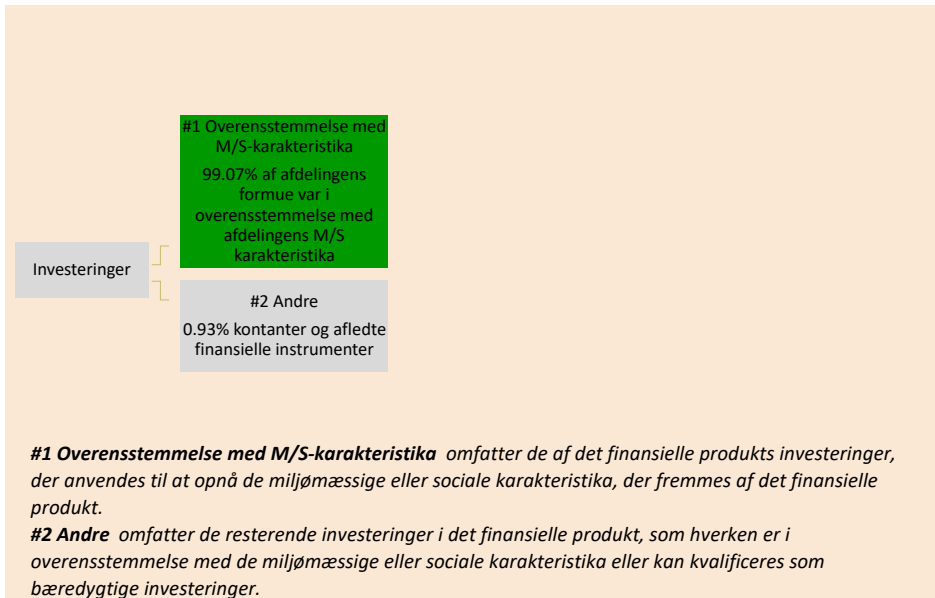 #1 Overensstemmelse med
M/S-karakteristika
99.07% af afdelingens
formue var i
overensstemmelse med
afdelingens M/S
karakteristika
Investeringer
#2 Andre
0.93% kontanter og afledte
finansielle instrumenter
#1 Overensstemmelse med M/S-karakteristika omfatter de af det finansielle produkts investeringer,
der anvendes til at opnå de miljømæssige eller sociale karakteristika, der fremmes af det finansielle
produkt.
#2 Andre omfatter de resterende investeringer i det finansielle produkt, som hverken er i
overensstemmelse med de miljømæssige eller sociale karakteristika eller kan kvalificeres som
bæredygtige investeringer.